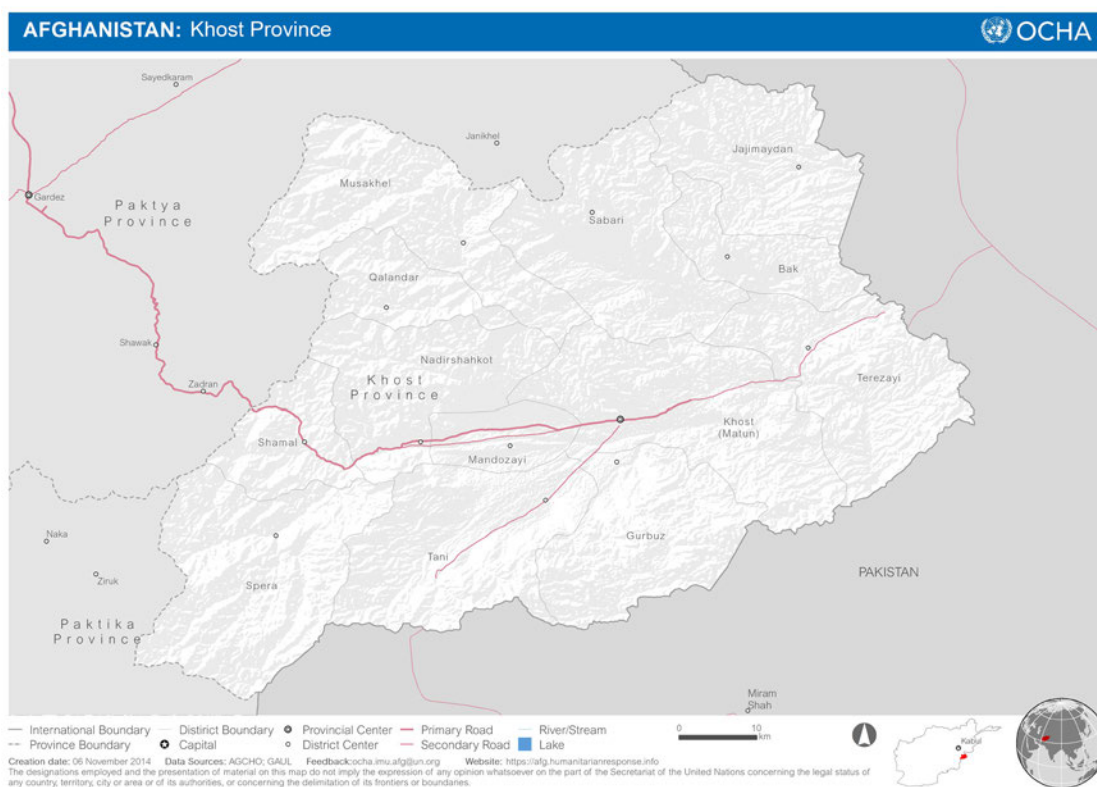 AFGHANISTAN: Khost Province
OCHA
Sayedkaram
Janikhel
Jajimaydan
Musakhel
Gardez
Paktya
Province
Sabari
Bak
Qalandar
Shawak
Nadirshahkot
Zadran
Khost
Province
Terezayi
Khost
(Matun)
Shamal
Mandozayi
Gurbuz
Naka
Tani
Ziruk
Spera
PAKISTAN
Paktika
Province
Miram
Shah
International Boundary District Boundary Provincial Center Primary Road River/Stream
Province Boundary Capital District Center Secondary Road Lake
0 10
km
Kabul
Creation date: 06 November 2014 Data Sources: AGCHO; GAUL Feedback:ocha.imu.afg@un.org Website: https://afg.humanitarianresponse.info
The designations employed and the presentation of material on this map do not imply the expression of any opinion whatsoever on the part of the Secretariat of the United Nations concerning the legal status of
any country, territory, city or area or of its authorities, or concerning the delimitation of its frontiers or boundaries.